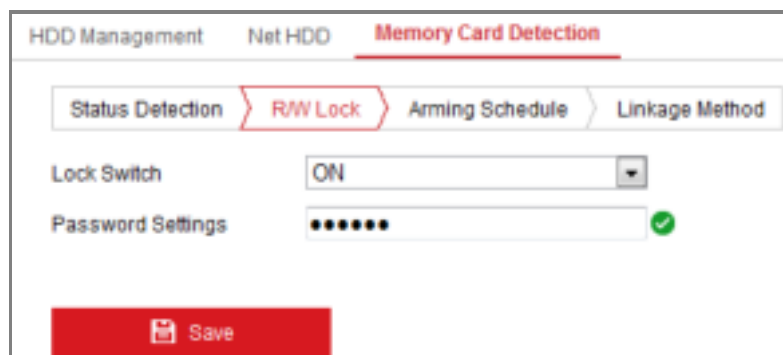 HDD Management Net HDD Memory Card Detection
Status Detection R/W Lock Arming Schedule Linkage Method
Lock Switch ON
Password Settings ●●●●●●
Save